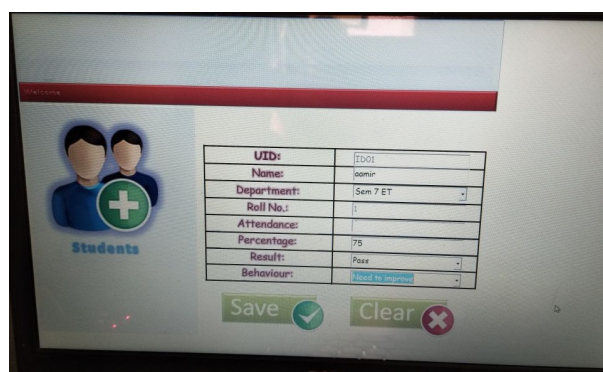 Welcome
UID: ID01
Name: aamir
Department: Sem 7 ET
Roll No.: 1
Attendance:
Percentage: 75
Result: Pass
Behaviour: Need to improve
Students
Save Clear